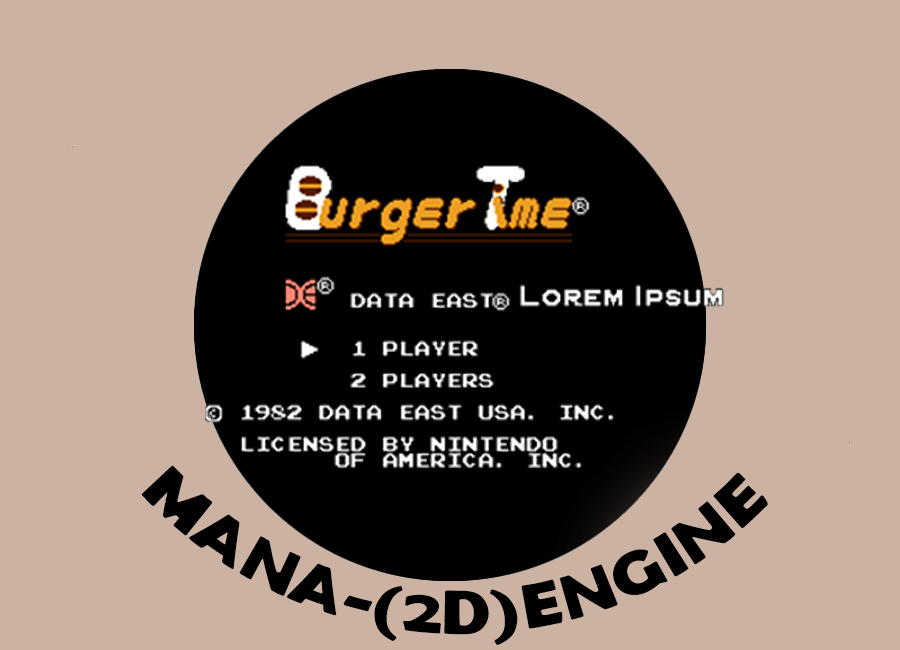 BurgerTime®
® DATA EAST® LOREM IPSUM
1 PLAYER
2 PLAYERS
© 1982 DATA EAST USA. INC.
LICENSED BY NINTENDO
OF AMERICA. INC.
MANA-(2D)ENGINE